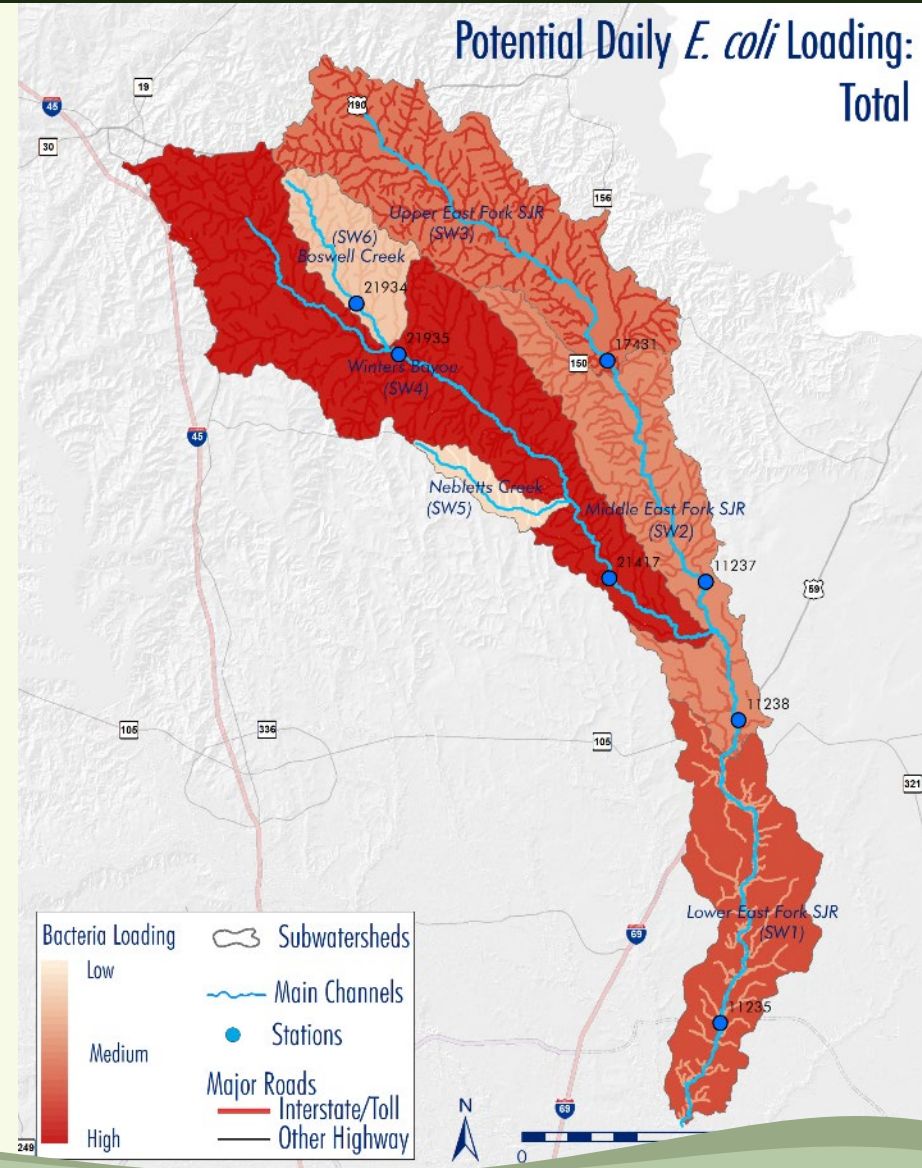 Potential Daily E. coli Loading:
Total
19
45
30
190
156
Upper East Fork SJR
(SW3)
(SW6)
Boswell Creek
21934
21935
17431
150
Winters Bayou
(SW4)
45
Nebletts Creek
(SW5)
Middle East Fork SJR
(SW2)
21417
11237
59
11238
105
336
105
321
Lower East Fork SJR
(SW1)
69
11235
69
249
Bacteria Loading
Low
Medium
High
Subwatersheds
Main Channels
Stations
Major Roads
Interstate/Toll
Other Highway
N
0